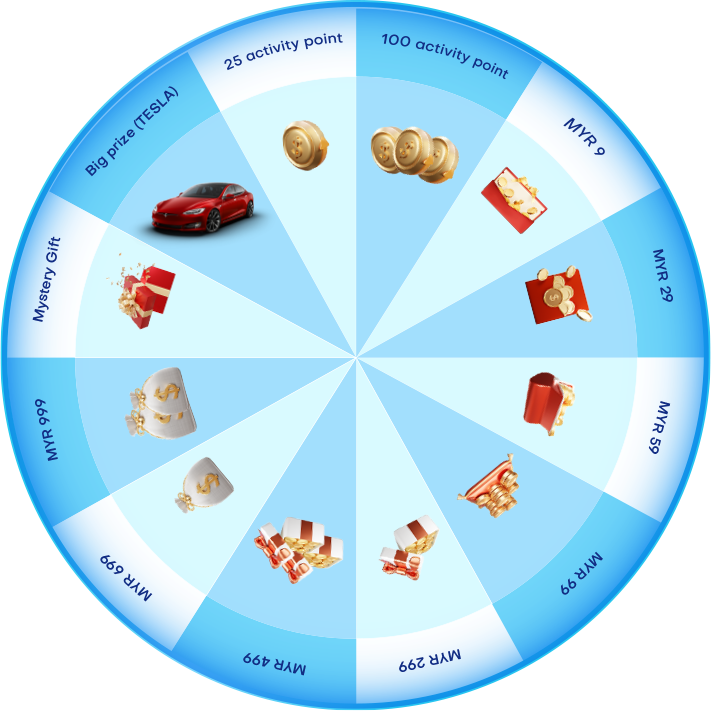 25 activity point
100 activity point
MYR 9
MYR 29
MYR 59
MYR 99
MYR 299
MYR 499
MYR 699
MYR 999
Mystery Gift
Big prize (TESLA)